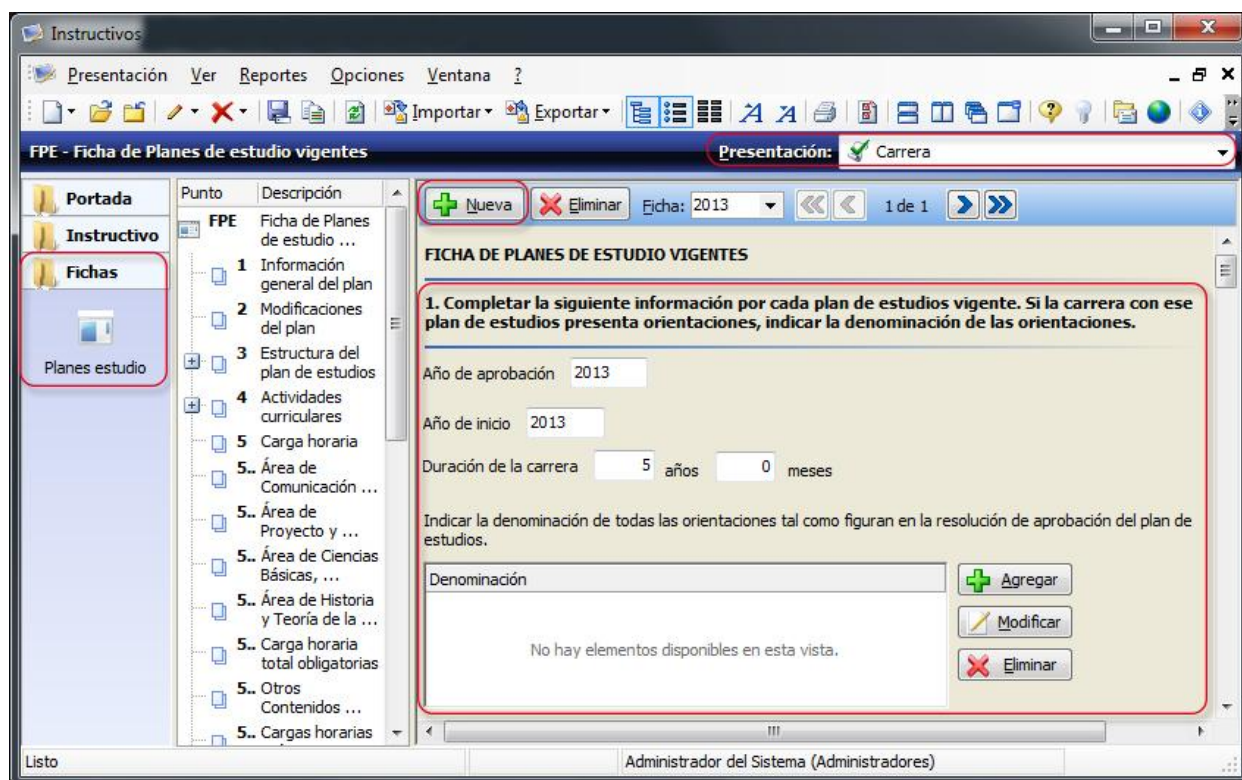 Instructivos
Presentación Ver Reportes Opciones Ventana ?
Importar Exportar
FPE - Ficha de Planes de estudio vigentes
Presentación: Carrera
Portada
Instructivo
Fichas
Planes estudio
Punto Descripción
FPE Ficha de Planes
de estudio ...
1 Información
general del plan
2 Modificaciones
del plan
3 Estructura del
plan de estudios
4 Actividades
curriculares
5 Carga horaria
5.. Área de
Comunicación ...
5.. Área de
Proyecto y ...
5.. Área de Ciencias
Básicas, ...
5.. Área de Historia
y Teoría de la ...
5.. Carga horaria
total obligatorias
5.. Otros
Contenidos ...
5.. Cargas horarias
Nueva Eliminar Ficha: 2013 1 de 1
FICHA DE PLANES DE ESTUDIO VIGENTES
1. Completar la siguiente información por cada plan de estudios vigente. Si la carrera con ese
plan de estudios presenta orientaciones, indicar la denominación de las orientaciones.
Año de aprobación 2013
Año de inicio 2013
Duración de la carrera 5 años 0 meses
Indicar la denominación de todas las orientaciones tal como figuran en la resolución de aprobación del plan de
estudios.
Denominación
No hay elementos disponibles en esta vista.
Agregar
Modificar
Eliminar
Listo
Administrador del Sistema (Administradores)